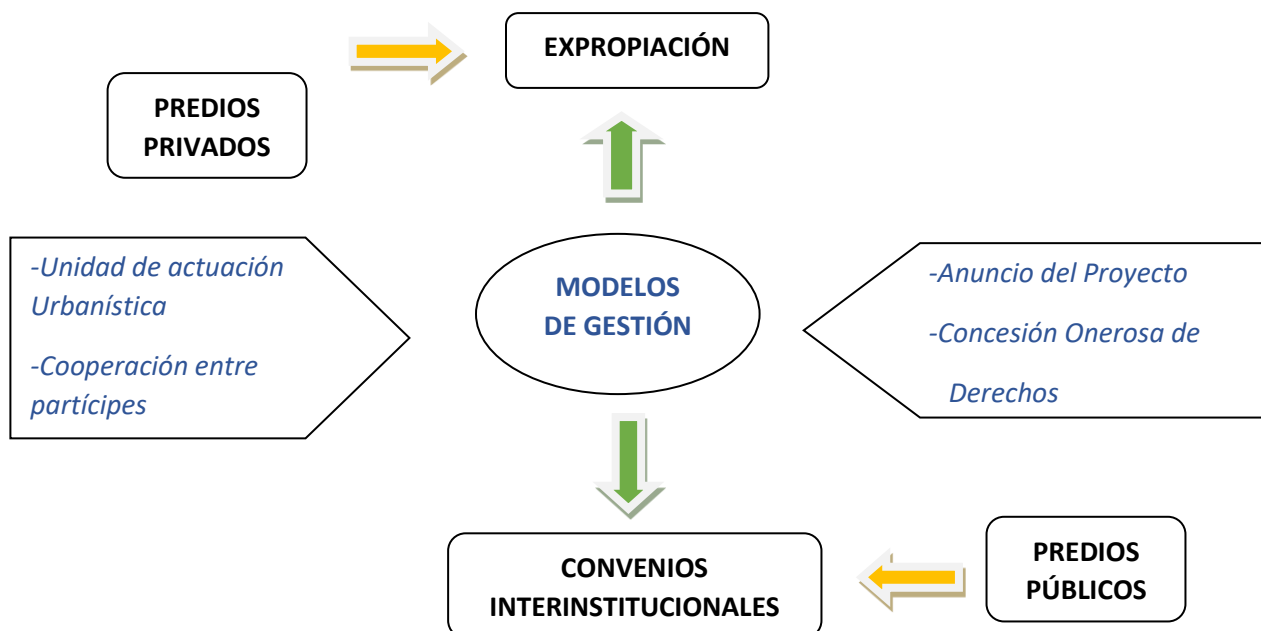 EXPROPIACIÓN
PREDIOS
PRIVADOS
-Unidad de actuación
Urbanística
-Cooperación entre
partícipes
MODELOS
DE GESTIÓN
-Anuncio del Proyecto
-Concesión Onerosa de
Derechos
CONVENIOS
INTERINSTITUCIONALES
PREDIOS
PÚBLICOS